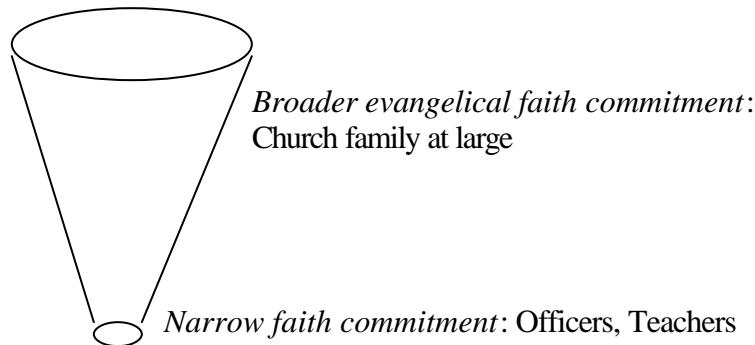 Broader evangelical faith commitment:
Church family at large
Narrow faith commitment: Officers, Teachers